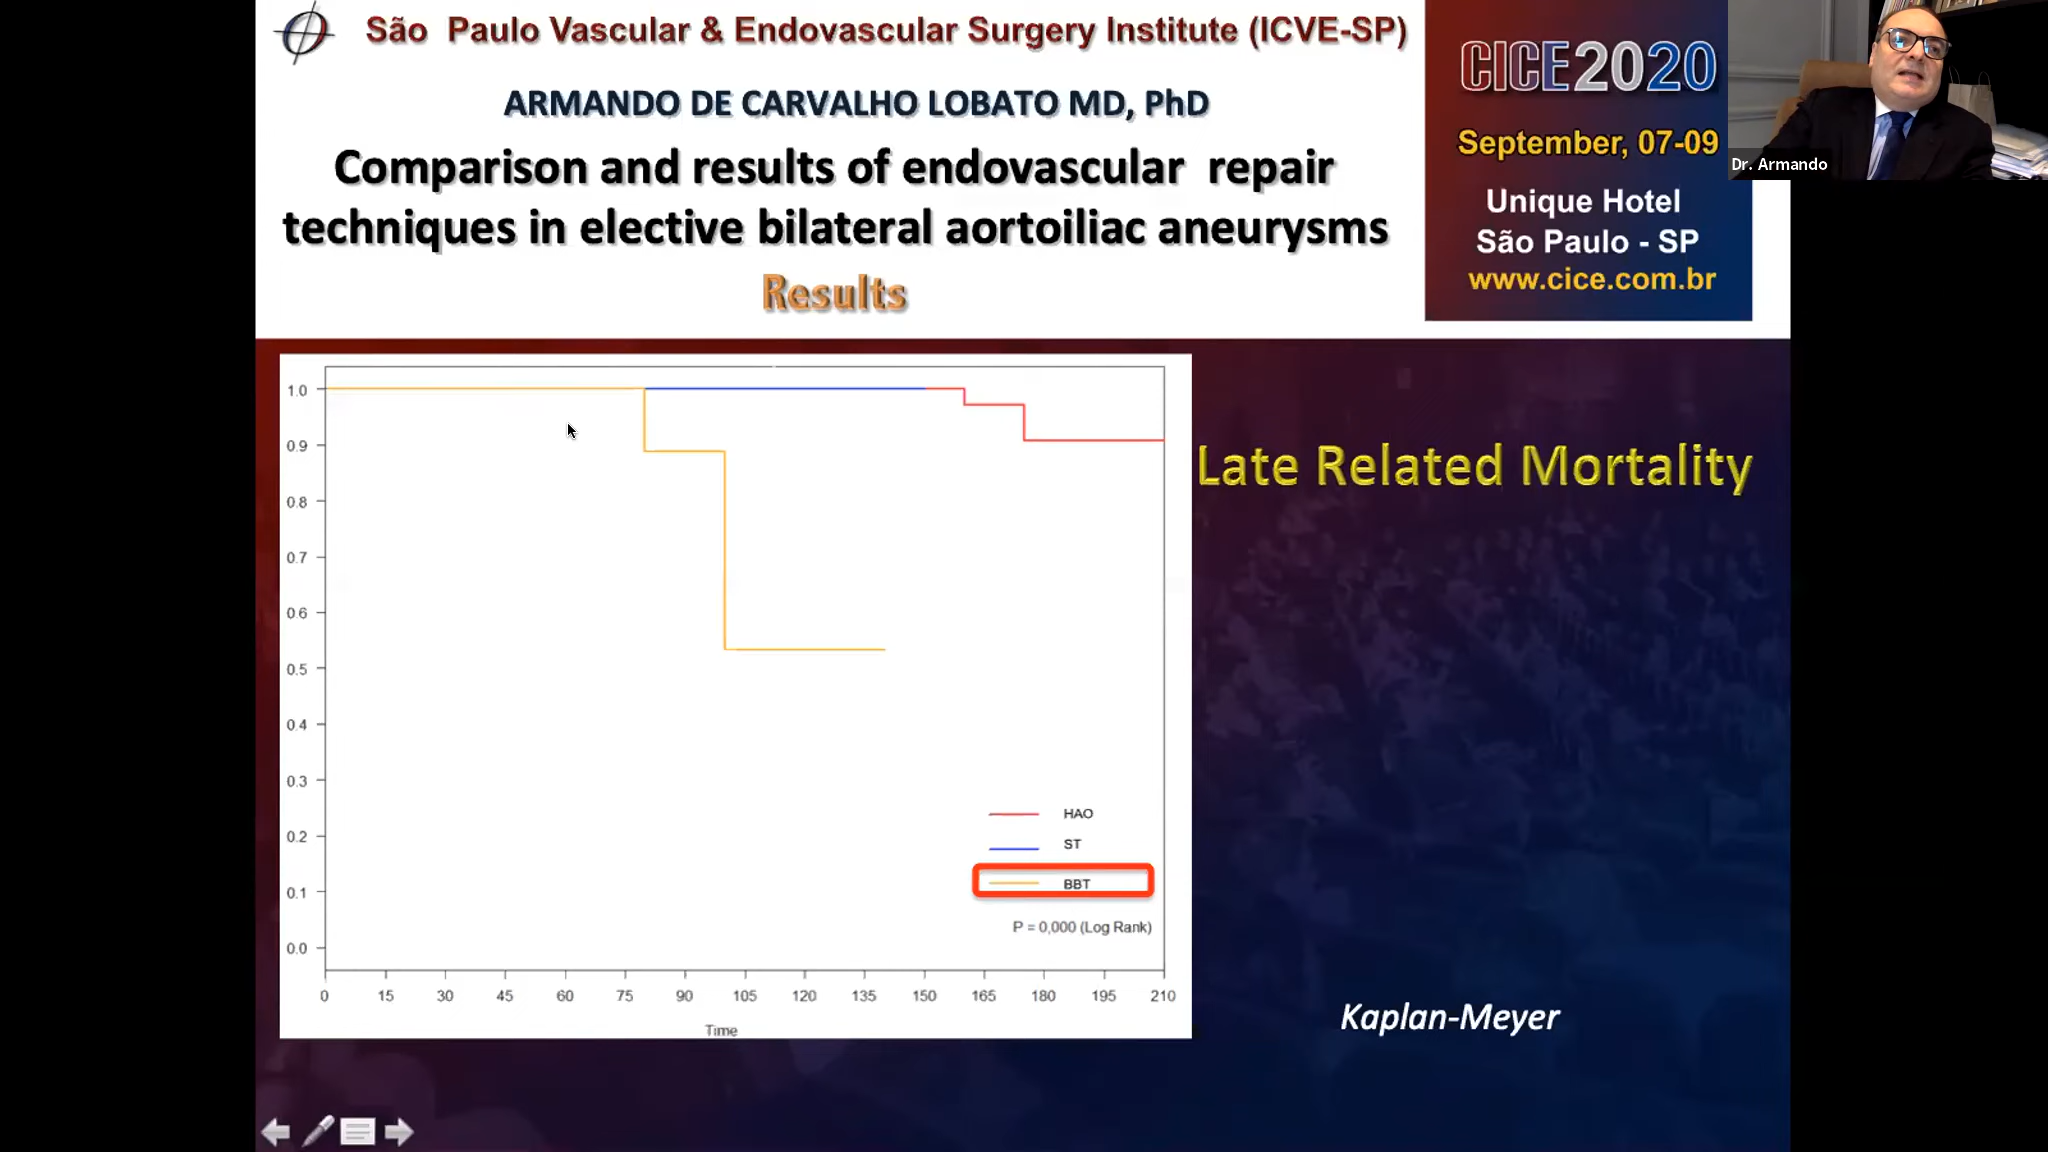 São Paulo Vascular & Endovascular Surgery Institute (ICVE-SP)
ARMANDO DE CARVALHO LOBATO MD, PhD
Comparison and results of endovascular repair
techniques in elective bilateral aortoiliac aneurysms
Results
CICE2020
September, 07-09
Unique Hotel
São Paulo - SP
www.cice.com.br
Dr. Armando
1.0
0.9
0.8
0.7
0.6
0.5
0.4
0.3
0.2
0.1
0.0
HAO
ST
BBT
P = 0,000 (Log Rank)
0 15 30 45 60 75 90 105 120 135 150 165 180 195 210
Time
Late Related Mortality
Kaplan-Meyer